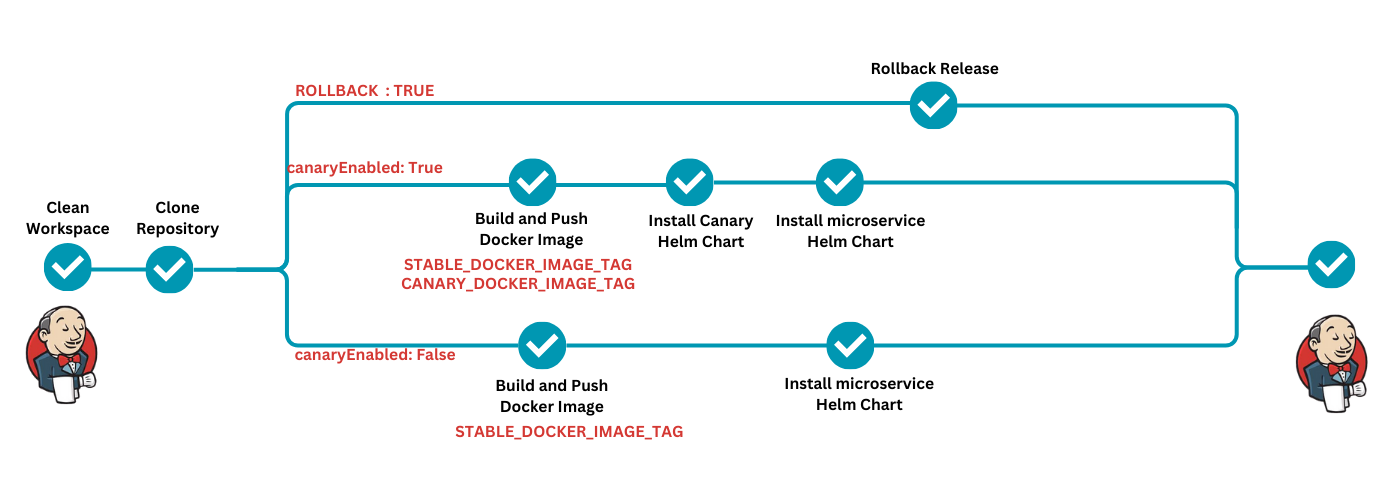 Rollback Release
ROLLBACK : TRUE
canaryEnabled: True
Clean
Workspace
Clone
Repository
Build and Push
Docker Image
STABLE_DOCKER_IMAGE_TAG
CANARY_DOCKER_IMAGE_TAG
Install Canary
Helm Chart
Install microservice
Helm Chart
canaryEnabled: False
Build and Push
Docker Image
STABLE_DOCKER_IMAGE_TAG
Install microservice
Helm Chart